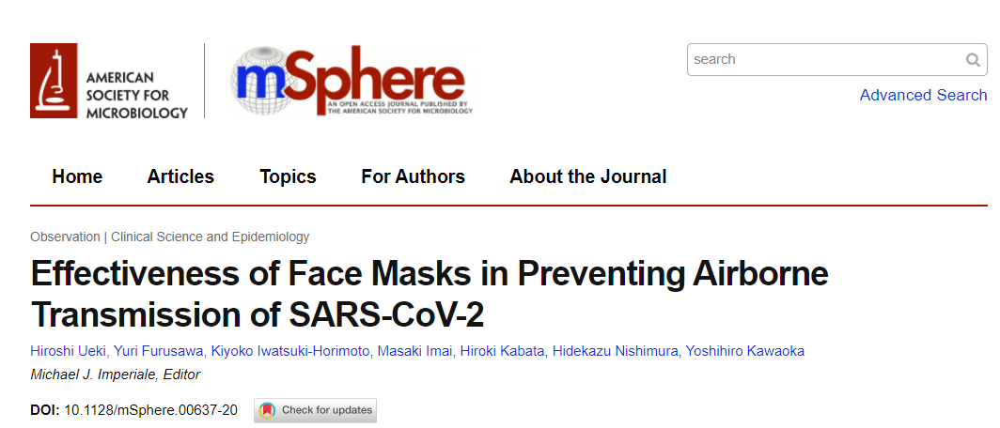 AMERICAN
SOCIETY FOR
MICROBIOLOGY
mSphere
AN OPEN ACCESS JOURNAL PUBLISHED BY
THE AMERICAN SOCIETY FOR MICROBIOLOGY
search
Advanced Search
Home Articles Topics For Authors About the Journal
Observation | Clinical Science and Epidemiology
Effectiveness of Face Masks in Preventing Airborne
Transmission of SARS-CoV-2
Hiroshi Ueki, Yuri Furusawa, Kiyoko Iwatsuki-Horimoto, Masaki Imai, Hiroki Kabata, Hidekazu Nishimura, Yoshihiro Kawaoka
Michael J. Imperiale, Editor
DOI: 10.1128/mSphere.00637-20 Check for updates